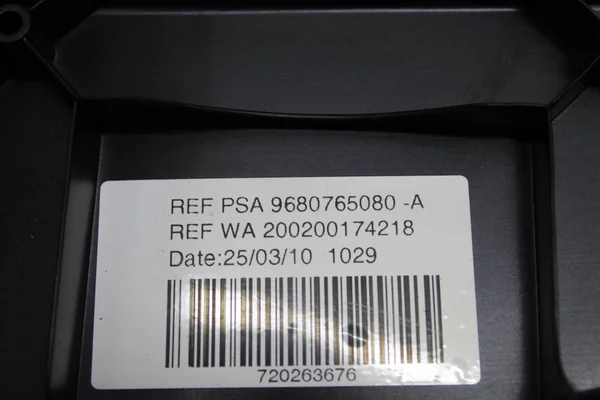 REF PSA 9680765080 -A
REF WA 200200174218
Date:25/03/10 1029
720263676